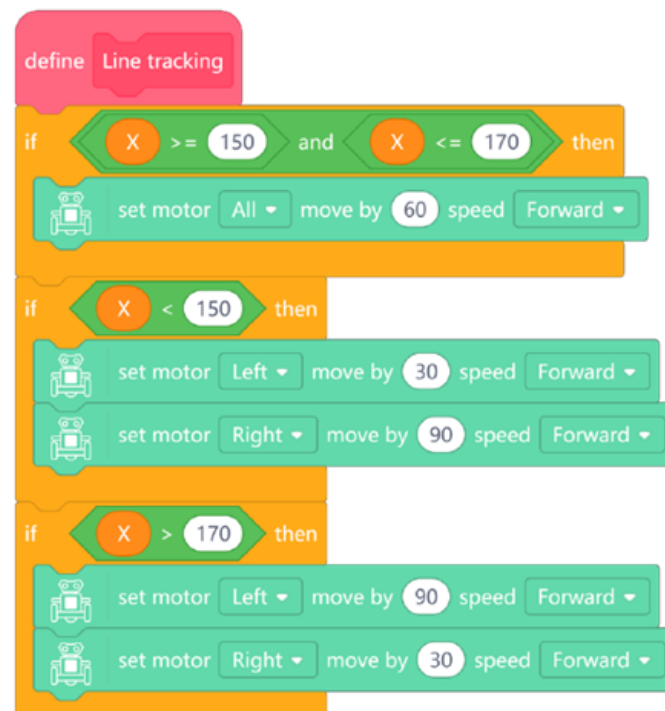 define Line tracking
if X >= 150 and X <= 170 then
set motor All move by 60 speed Forward
if X < 150 then
set motor Left move by 30 speed Forward
set motor Right move by 90 speed Forward
if X > 170 then
set motor Left move by 90 speed Forward
set motor Right move by 30 speed Forward